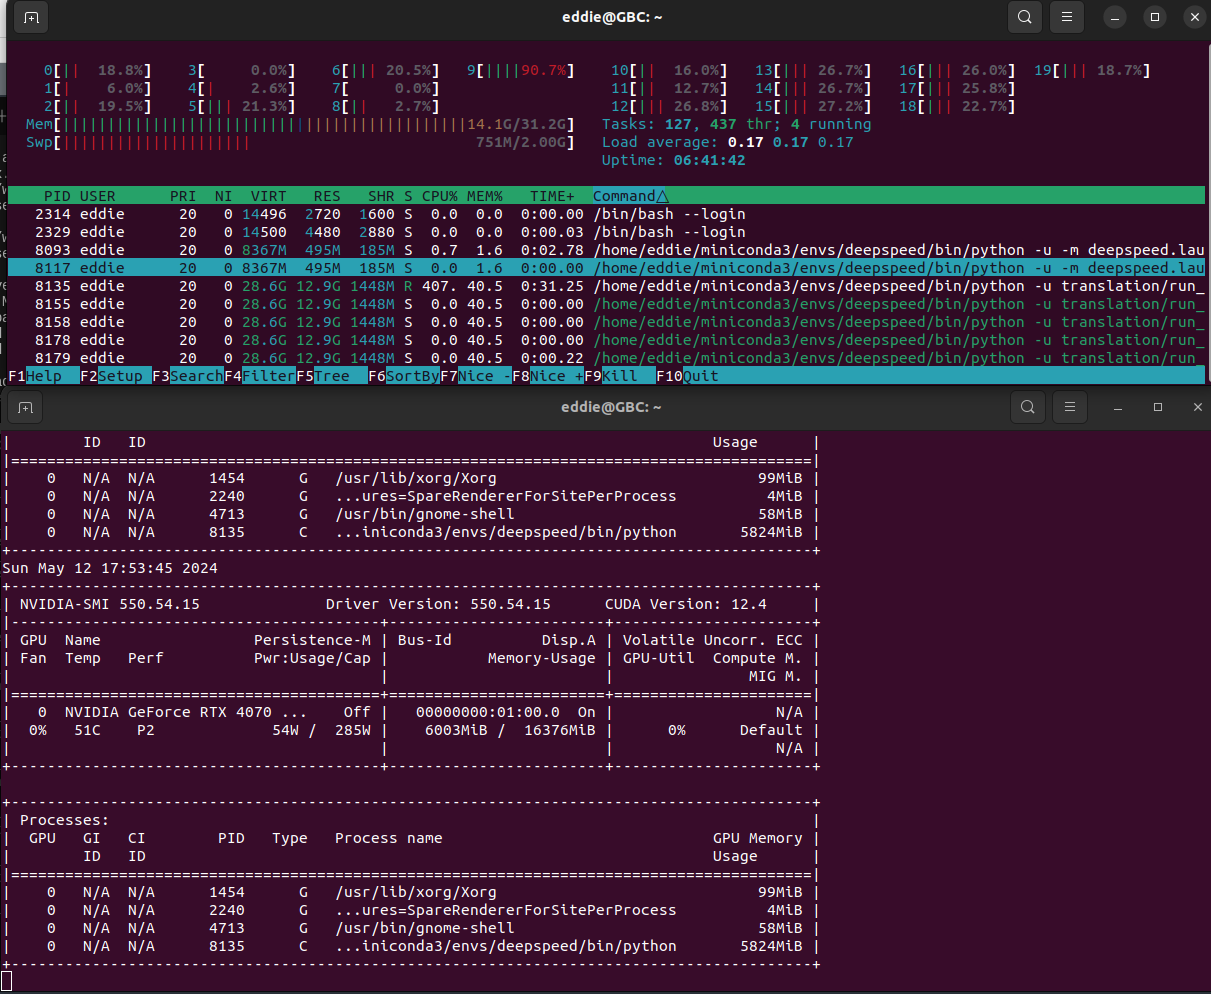 eddie@GBC: ~
0[|| 18.8%] 3[ 0.0%] 6[||| 20.5%] 9[||||90.7%] 10[|| 16.0%] 13[||| 26.7%] 16[||| 26.0%] 19[||| 18.7%]
1[| 6.0%] 4[| 2.6%] 7[ 0.0%] 11[|| 12.7%] 14[||| 26.7%] 17[||| 25.8%]
2[|| 19.5%] 5[||| 21.3%] 8[|| 2.7%] 12[||| 26.8%] 15[||| 27.2%] 18[||| 22.7%]
Mem[|||||||||||||||||||||||||||||||||||||||||||||14.1G/31.2G] Tasks: 127, 437 thr; 4 running
Swp[||||||||||||||||||||| 751M/2.00G] Load average: 0.17 0.17 0.17
Uptime: 06:41:42
PID USER PRI NI VIRT RES SHR S CPU% MEM% TIME+ Command△
2314 eddie 20 0 14496 2720 1600 S 0.0 0.0 0:00.00 /bin/bash --login
2329 eddie 20 0 14500 4480 2880 S 0.0 0.0 0:00.03 /bin/bash --login
8093 eddie 20 0 8367M 495M 185M S 0.7 1.6 0:02.78 /home/eddie/miniconda3/envs/deepspeed/bin/python -u -m deepspeed.lau
8117 eddie 20 0 8367M 495M 185M S 0.0 1.6 0:00.00 /home/eddie/miniconda3/envs/deepspeed/bin/python -u -m deepspeed.lau
8135 eddie 20 0 28.6G 12.9G 1448M R 407. 40.5 0:31.25 /home/eddie/miniconda3/envs/deepspeed/bin/python -u translation/run_
8155 eddie 20 0 28.6G 12.9G 1448M S 0.0 40.5 0:00.00 /home/eddie/miniconda3/envs/deepspeed/bin/python -u translation/run_
8158 eddie 20 0 28.6G 12.9G 1448M S 0.0 40.5 0:00.00 /home/eddie/miniconda3/envs/deepspeed/bin/python -u translation/run_
8178 eddie 20 0 28.6G 12.9G 1448M S 0.0 40.5 0:00.00 /home/eddie/miniconda3/envs/deepspeed/bin/python -u translation/run_
8179 eddie 20 0 28.6G 12.9G 1448M S 0.0 40.5 0:00.22 /home/eddie/miniconda3/envs/deepspeed/bin/python -u translation/run_
F1Help F2Setup F3SearchF4FilterF5Tree F6SortByF7Nice -F8Nice +F9Kill F10Quit
eddie@GBC: ~
| ID ID Usage |
|=========================================================================================|
| 0 N/A N/A 1454 G /usr/lib/xorg/Xorg 99MiB |
| 0 N/A N/A 2240 G ...ures=SpareRendererForSitePerProcess 4MiB |
| 0 N/A N/A 4713 G /usr/bin/gnome-shell 58MiB |
| 0 N/A N/A 8135 C ...iniconda3/envs/deepspeed/bin/python 5824MiB |
+-----------------------------------------------------------------------------------------+
Sun May 12 17:53:45 2024
+-----------------------------------------------------------------------------------------+
| NVIDIA-SMI 550.54.15 Driver Version: 550.54.15 CUDA Version: 12.4 |
|-----------------------------------------+------------------------+----------------------+
| GPU Name Persistence-M | Bus-Id Disp.A | Volatile Uncorr. ECC |
| Fan Temp Perf Pwr:Usage/Cap | Memory-Usage | GPU-Util Compute M. |
| | | MIG M. |
|=========================================+========================+======================|
| 0 NVIDIA GeForce RTX 4070 ... Off | 00000000:01:00.0 On | N/A |
| 0% 51C P2 54W / 285W | 6003MiB / 16376MiB | 0% Default |
| | | N/A |
+-----------------------------------------+------------------------+----------------------+
+-----------------------------------------------------------------------------------------+
| Processes: |
| GPU GI CI PID Type Process name GPU Memory |
| ID ID Usage |
|=========================================================================================|
| 0 N/A N/A 1454 G /usr/lib/xorg/Xorg 99MiB |
| 0 N/A N/A 2240 G ...ures=SpareRendererForSitePerProcess 4MiB |
| 0 N/A N/A 4713 G /usr/bin/gnome-shell 58MiB |
| 0 N/A N/A 8135 C ...iniconda3/envs/deepspeed/bin/python 5824MiB |
+-----------------------------------------------------------------------------------------+